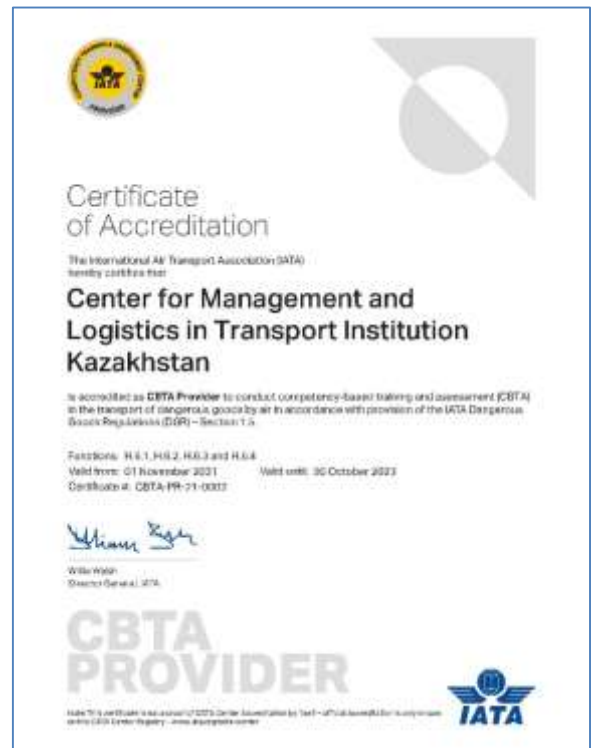 IATA
Certificate
of Accreditation
The International Air Transport Association (IATA)
hereby certifies that
Center for Management and
Logistics in Transport Institution
Kazakhstan
is accredited as CBTA Provider to conduct competency-based training and assessment (CBTA)
in the transport of dangerous goods by air in accordance with provision of the IATA Dangerous
Goods Regulations (DGR) – Section 1.5
Functions: H.6.1, H.6.2, H.6.3 and H.6.4
Valid from: 01 November 2021 Valid until: 30 October 2023
Certificate #: CBTA-PR-21-0002
Willie Walsh
Director General, IATA
CBTA
PROVIDER
IATA